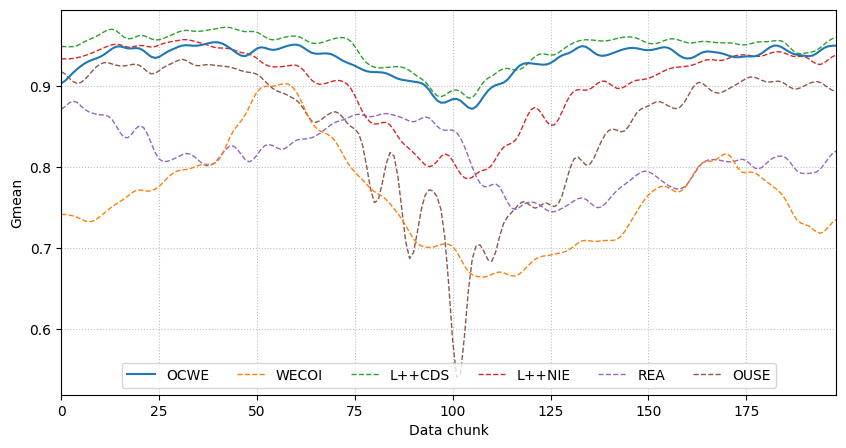 Gmean
0.9
0.8
0.7
0.6
OCWE WECOI L++CDS L++NIE REA OUSE
0 25 50 75 100 125 150 175
Data chunk